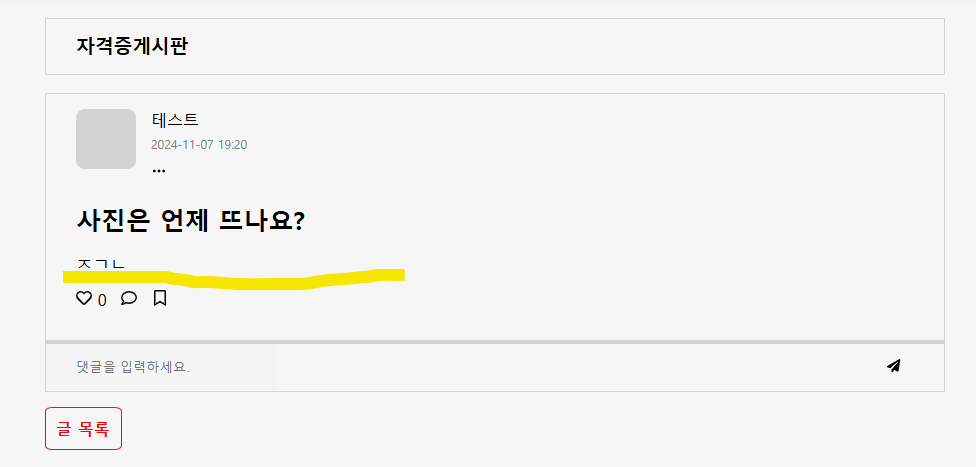 자격증게시판
테스트
2024-11-07 19:20
...
사진은 언제 뜨나요?
ㅈㄱㄴ
0
댓글을 입력하세요.
글 목록